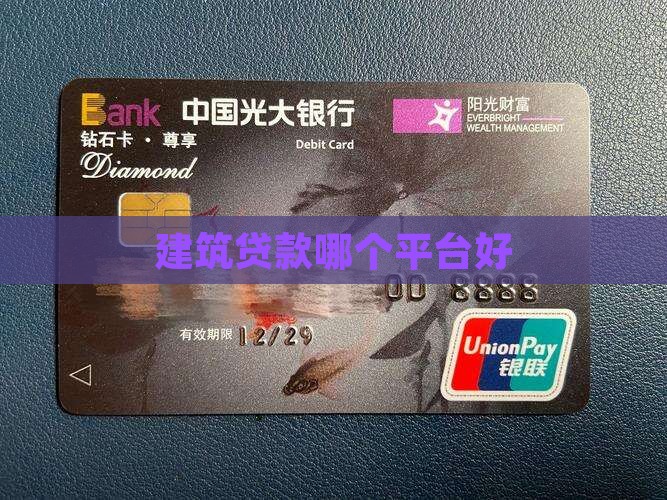 Bank 中国光大银行
阳光财富
EVERBRIGHT
WEALTH MANAGEMENT
钻石卡·尊享
Debit Card
Diamond
建筑贷款哪个平台好
8888
有效期限 12/29
UnionPay
银联